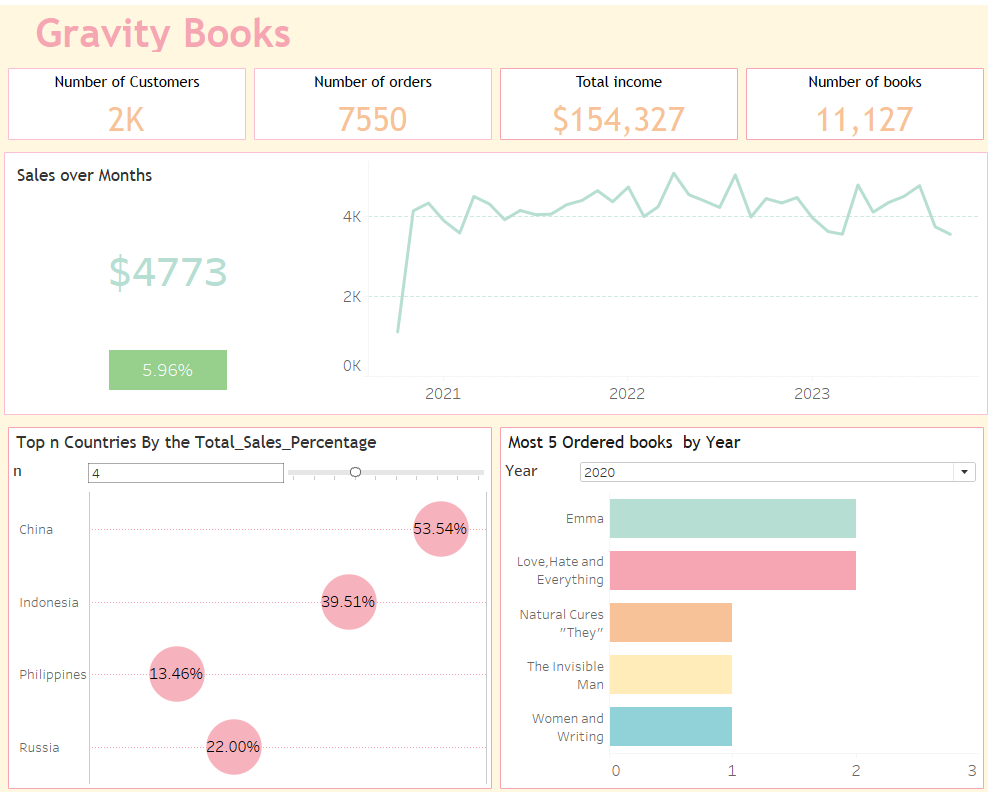 Gravity Books
Number of Customers
2K
Number of orders
7550
Total income
$154,327
Number of books
11,127
Sales over Months
$4773
5.96%
4K
2K
0K
2021
2022
2023
Top n Countries By the Total_Sales_Percentage
n
4
China
53.54%
Indonesia
39.51%
Philippines
13.46%
Russia
22.00%
Most 5 Ordered books  by Year
Year
2020
Emma
Love,Hate and
Everything
Natural Cures
"They"
The Invisible
Man
Women and
Writing
0
1
2
3